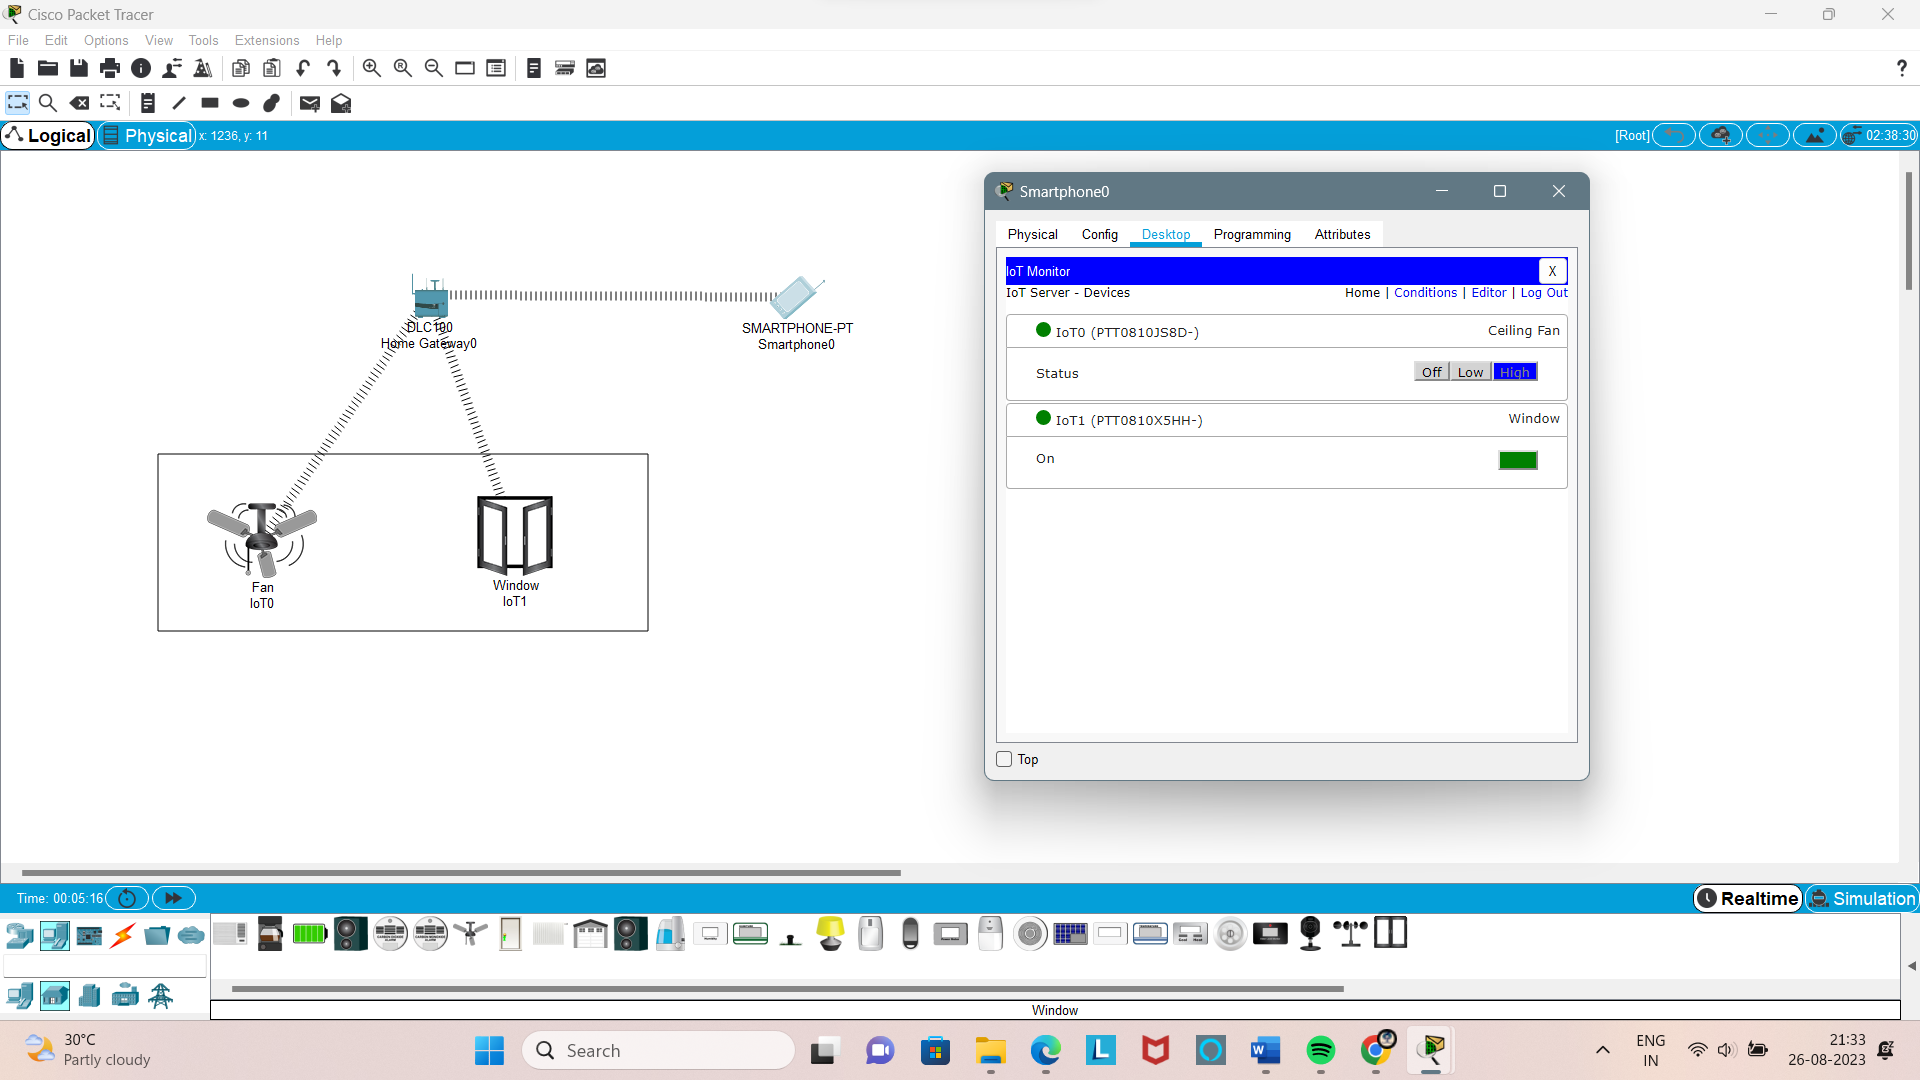 Cisco Packet Tracer
File Edit Options View Tools Extensions Help
?
Logical Physical x: 1236, y: 11 [Root] 02:38:30
Smartphone0
Physical Config Desktop Programming Attributes
IoT Monitor X
IoT Server - Devices Home | Conditions | Editor | Log Out
IoT0 (PTT0810JS8D-) Ceiling Fan
Status Off Low High
IoT1 (PTT0810X5HH-) Window
On
Top
DLC100
Home Gateway0
SMARTPHONE-PT
Smartphone0
Fan
IoT0
Window
IoT1
Time: 00:05:16 Realtime Simulation
Window
30°C
Partly cloudy
Search
ENG
IN
21:33
26-08-2023